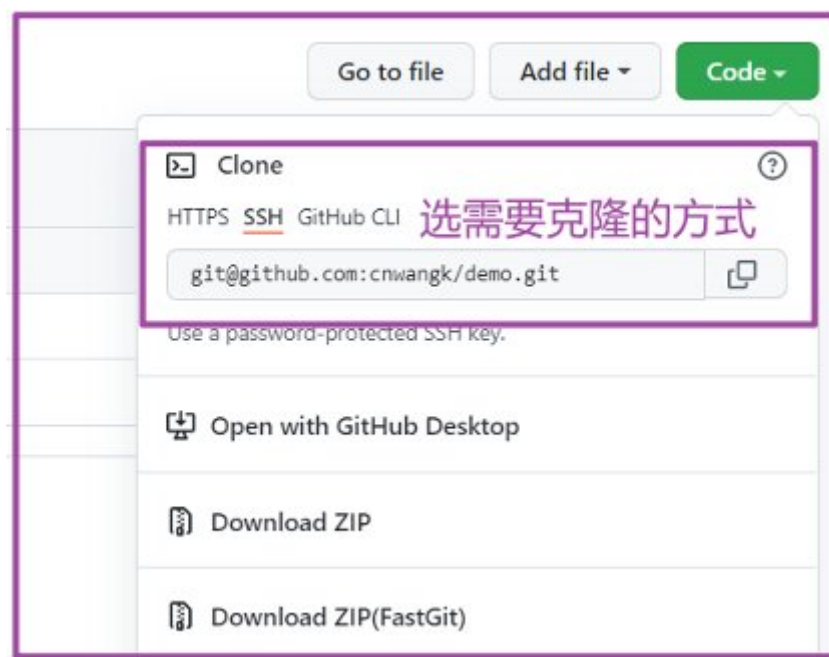 Go to file Add file Code
Clone
HTTPS SSH GitHub CLI 选需要克隆的方式
git@github.com:cnwangk/demo.git
Use a password-protected SSH key.
Open with GitHub Desktop
Download ZIP
Download ZIP(FastGit)